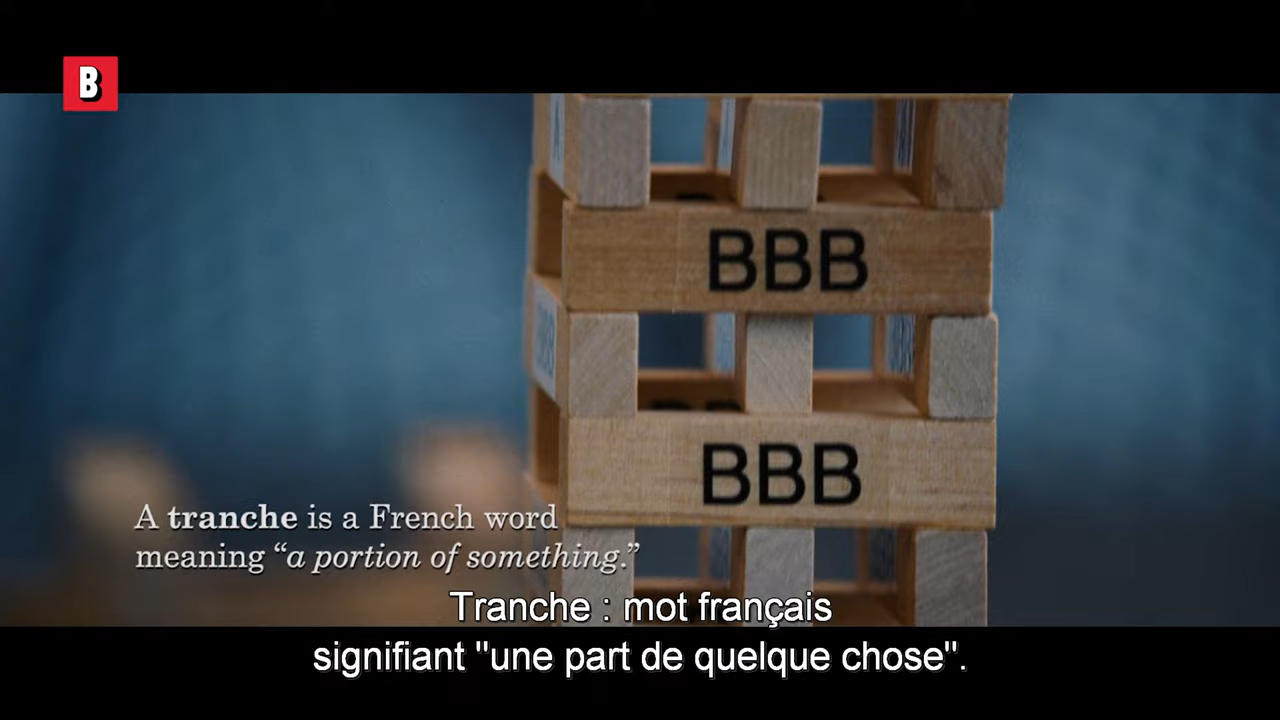 B
BBB
BBB
A tranche is a French word
meaning “a portion of something.”
Tranche : mot français
signifiant "une part de quelque chose".